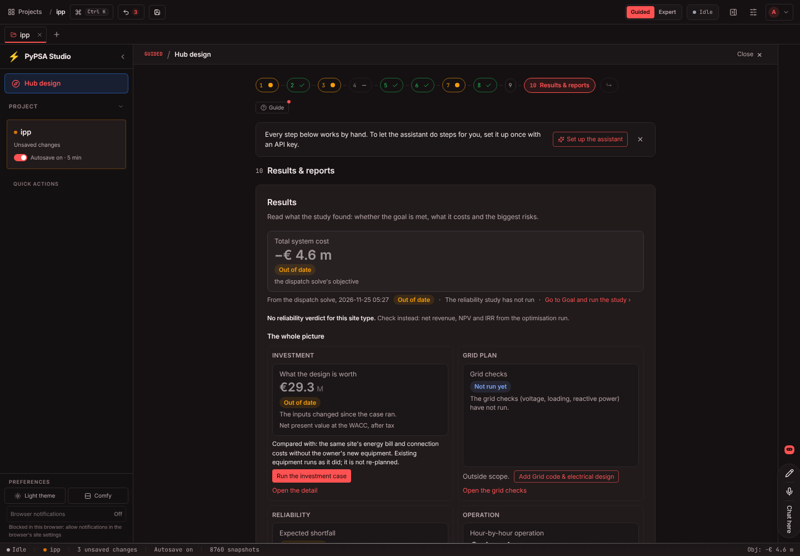 Projects / ipp Ctrl K 3 Guided Expert Idle A
ipp
PyPSA Studio
GUIDED / Hub design Close
Hub design
1 2 3 4 5 6 7 8 9 10 Results & reports
PROJECT
Guide
ipp
Unsaved changes
Autosave on · 5 min
Every step below works by hand. To let the assistant do steps for you, set it up once with
an API key.
Set up the assistant
QUICK ACTIONS
10 Results & reports
Results
Read what the study found: whether the goal is met, what it costs and the biggest risks.
Total system cost
−€ 4.6 m
Out of date
the dispatch solve's objective
From the dispatch solve, 2026-11-25 05:27 Out of date · The reliability study has not run · Go to Goal and run the study ›
No reliability verdict for this site type. Check instead: net revenue, NPV and IRR from the optimisation run.
The whole picture
INVESTMENT
What the design is worth
€29.3 M
Out of date
The inputs changed since the case ran.
Net present value at the WACC, after tax
Compared with: the same site's energy bill and connection
costs without the owner's new equipment. Existing
equipment runs as it did; it is not re-planned.
Run the investment case
Open the detail
GRID PLAN
Grid checks
Not run yet
The grid checks (voltage, loading, reactive power)
have not run.
Outside scope. Add Grid code & electrical design
Open the grid checks
RELIABILITY
Expected shortfall
OPERATION
Hour-by-hour operation
PREFERENCES
Light theme Comfy
Browser notifications Off
Blocked in this browser: allow notifications in the
browser's site settings
Chat here
Idle ipp 3 unsaved changes Autosave on 8760 snapshots Obj: −€ 4.6 m